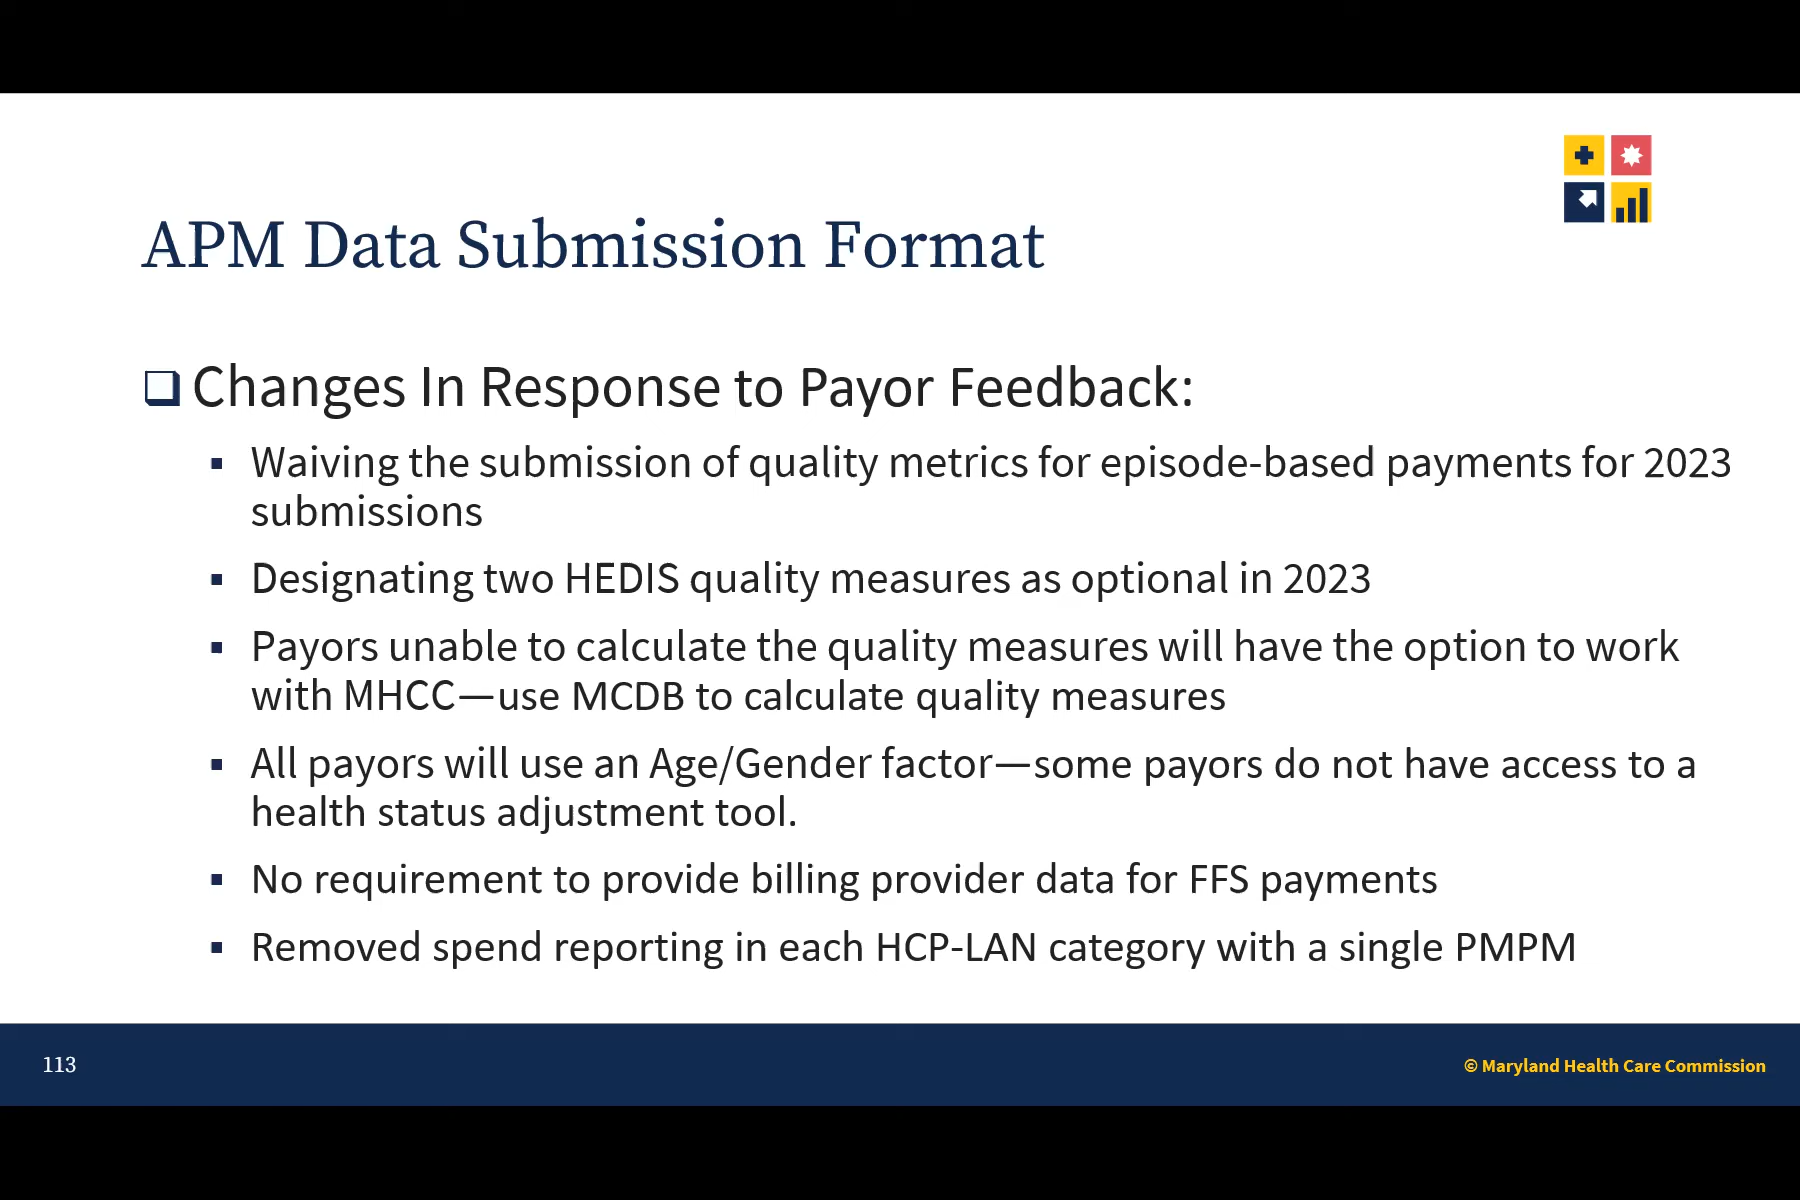 APM Data Submission Format
Changes In Response to Payor Feedback:
Waiving the submission of quality metrics for episode-based payments for 2023
submissions
Designating two HEDIS quality measures as optional in 2023
Payors unable to calculate the quality measures will have the option to work
with MHCC—use MCDB to calculate quality measures
All payors will use an Age/Gender factor—some payors do not have access to a
health status adjustment tool.
No requirement to provide billing provider data for FFS payments
Removed spend reporting in each HCP-LAN category with a single PMPM
113
© Maryland Health Care Commission